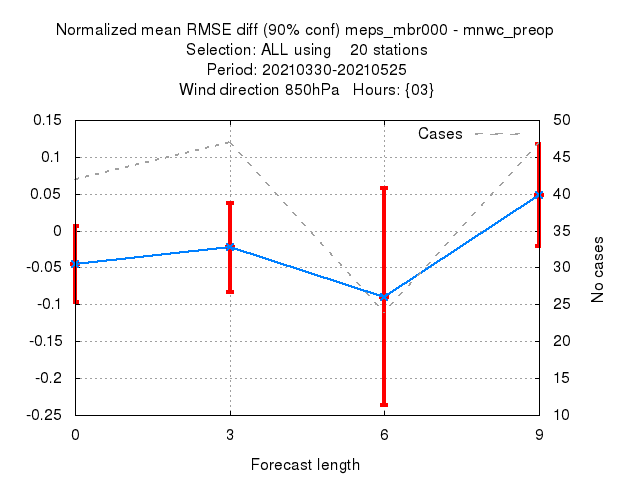 Normalized mean RMSE diff (90% conf) meps_mbr000 - mnwc_preop
Selection: ALL using    20 stations
Period: 20210330-20210525
Wind direction 850hPa   Hours: {03}
Cases
0.15
0.1
0.05
0
-0.05
-0.1
-0.15
-0.2
-0.25
50
45
40
35
30
25
20
15
10
No cases
0 3 6 9
Forecast length